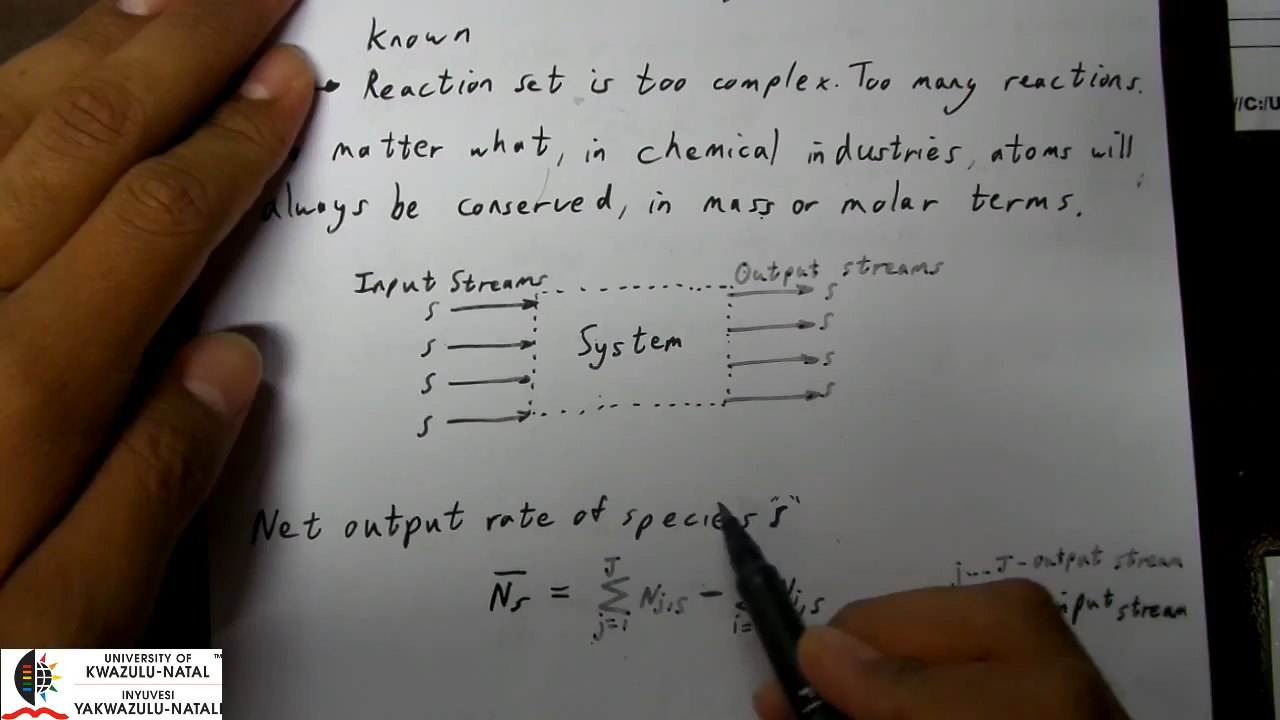 known
Reaction set is too complex. Too many reactions.
matter what, in chemical industries, atoms will
always be conserved, in mass or molar terms.
Input Streams Output streams
S S
S System S
S S
S S
Net output rate of species "s"
N̅s = J Σ j=i Nj,s - i= Ni,s
j...J - output stream
input stream
//C:/U
UNIVERSITY OF ™
KWAZULU-NATAL
INYUVESI
YAKWAZULU-NATALI